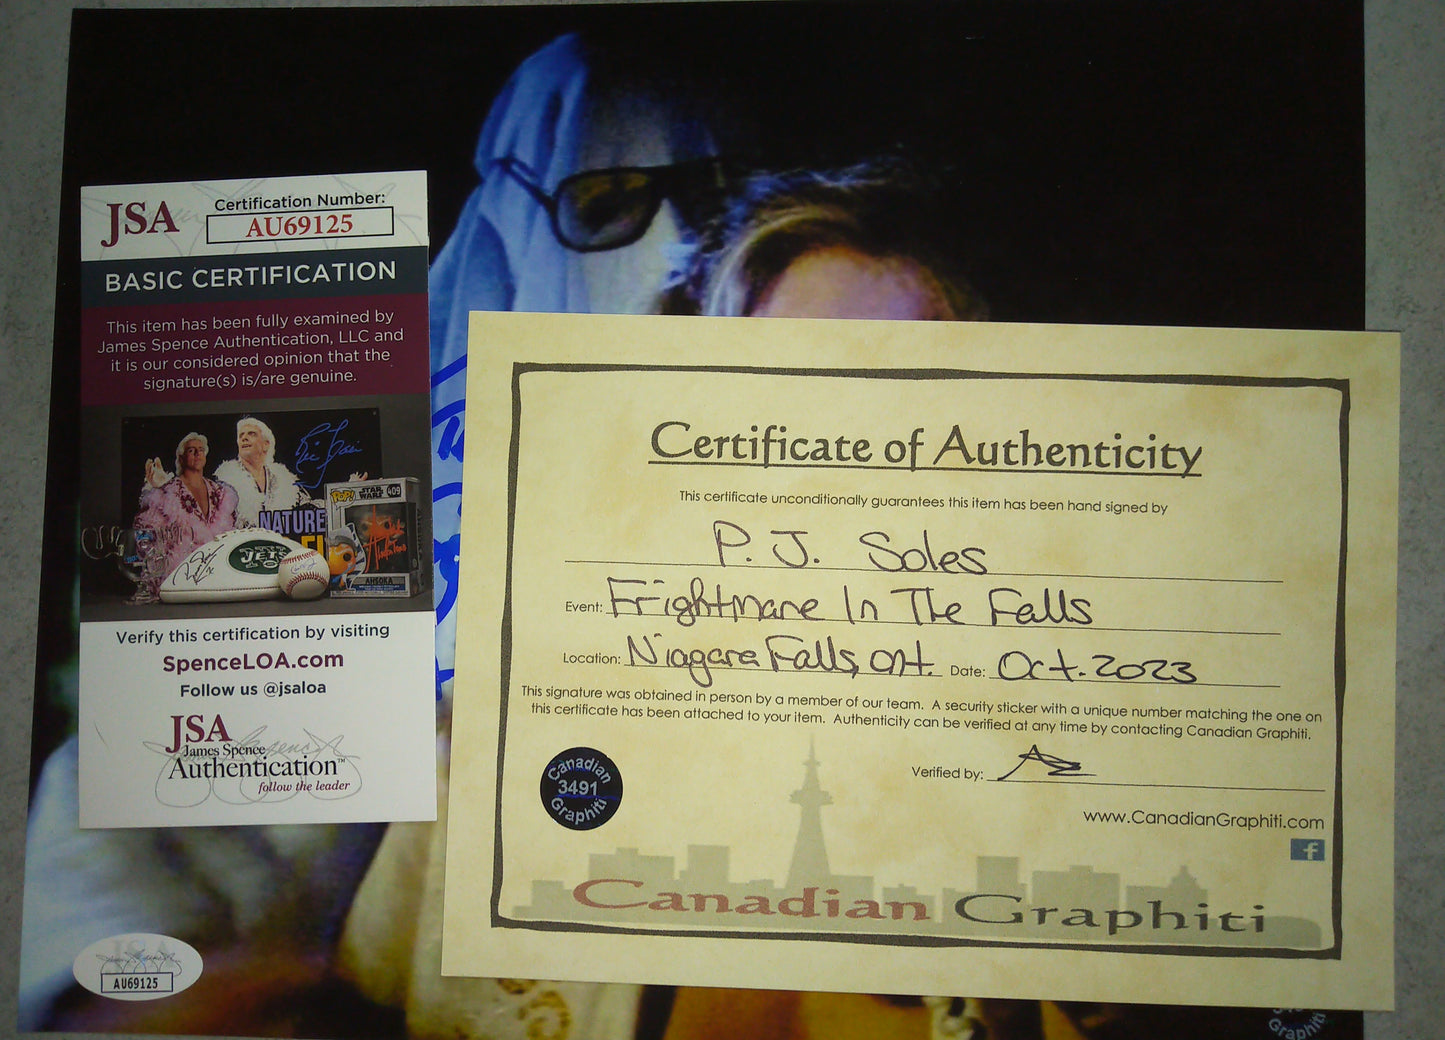 JSA
Certification Number:
AU69125
BASIC CERTIFICATION
This item has been fully examined by
James Spence Authentication, LLC and
it is our considered opinion that the
signature(s) is/are genuine.
NATURE
POP!
STAR WARS
409
JETS
AHSOKA
Verify this certification by visiting
SpenceLOA.com
Follow us @jsaloa
JSA
James Spence
Authentication™
follow the leader
JSA
AU69125
Certificate of Authenticity
This certificate unconditionally guarantees this item has been hand signed by
P. J. Soles
Event: Frightmare In The Falls
Location: Niagara Falls, Ont. Date: Oct. 2023
This signature was obtained in person by a member of our team. A security sticker with a unique number matching the one on
this certificate has been attached to your item. Authenticity can be verified at any time by contacting Canadian Graphiti.
Verified by:
Canadian
3491
Graphiti
www.CanadianGraphiti.com
f
Canadian Graphiti
Graphiti